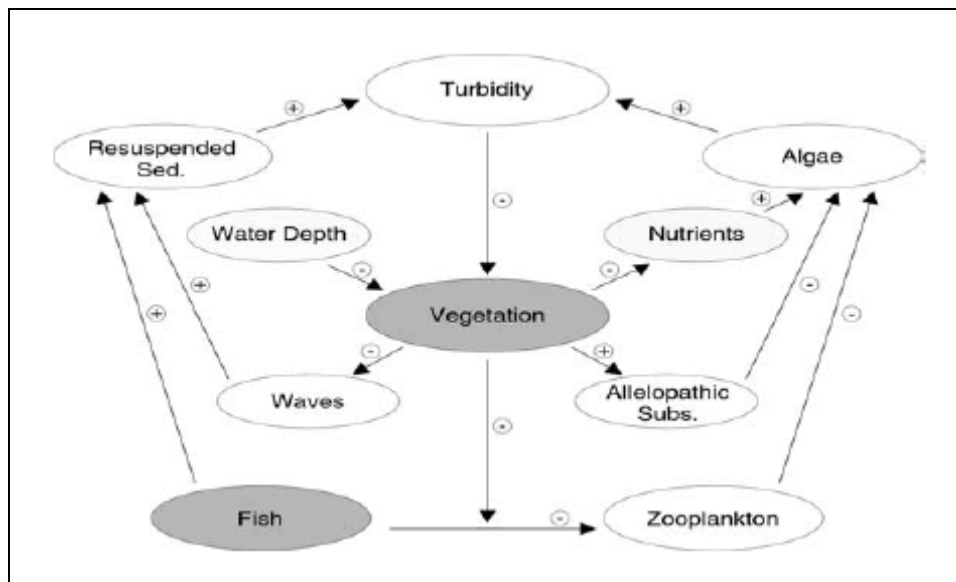 Turbidity
Resuspended
Sed.
Algae
Water Depth
Nutrients
Vegetation
Waves
Allelopathic
Subs.
Fish
Zooplankton
+
+
-
-
-
+
+
+
-
+
-
-
-
-